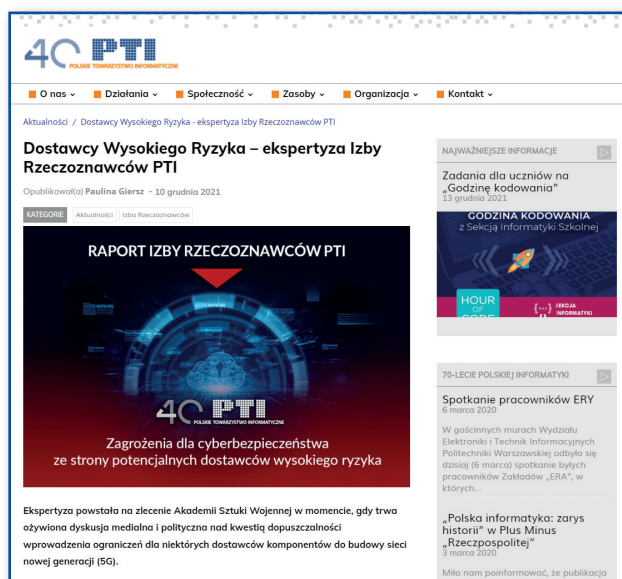 40 PTI
POLSKIE TOWARZYSTWO INFORMATYCZNE
O nas
Działania
Społeczność
Zasoby
Organizacja
Kontakt
Aktualności / Dostawcy Wysokiego Ryzyka - ekspertyza Izby Rzeczoznawców PTI
Dostawcy Wysokiego Ryzyka – ekspertyza Izby
Rzeczoznawców PTI
Opublikował(a) Paulina Giersz - 10 grudnia 2021
KATEGORIE Aktualności Izba Rzeczoznawców
RAPORT IZBY RZECZOZNAWCÓW PTI
40 PTI
POLSKIE TOWARZYSTWO INFORMATYCZNE
Zagrożenia dla cyberbezpieczeństwa
ze strony potencjalnych dostawców wysokiego ryzyka
Ekspertyza powstała na zlecenie Akademii Sztuki Wojennej w momencie, gdy trwa
ożywiona dyskusja medialna i polityczna nad kwestią dopuszczalności
wprowadzenia ograniczeń dla niektórych dostawców komponentów do budowy sieci
nowej generacji (5G).
NAJWAŻNIEJSZE INFORMACJE
Zadania dla uczniów na
„Godzinę kodowania”
13 grudnia 2021
GODZINA KODOWANIA
z Sekcją Informatyki Szkolnej
HOUR
OF
CODE
{...} SEKCJA
INFORMATYKI
70-LECIE POLSKIEJ INFORMATYKI
Spotkanie pracowników ERY
6 marca 2020
W gościnnych murach Wydziału
Elektroniki i Technik Informacyjnych
Politechniki Warszawskiej odbyło się
dzisiaj (6 marca) spotkanie byłych
pracowników Zakładów „ERA”, w
których...
„Polska informatyka: zarys
historii” w Plus Minus
„Rzeczpospolitej”
3 marca 2020
Miło nam poinformować, że publikacja